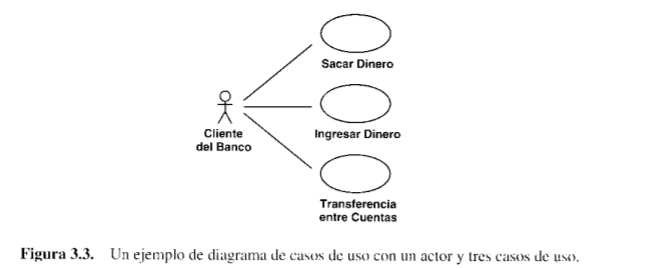 Sacar Dinero
Cliente
del Banco
Ingresar Dinero
Transferencia
entre Cuentas
Figura 3.3. Un ejemplo de diagrama de casos de uso con un actor y tres casos de uso.